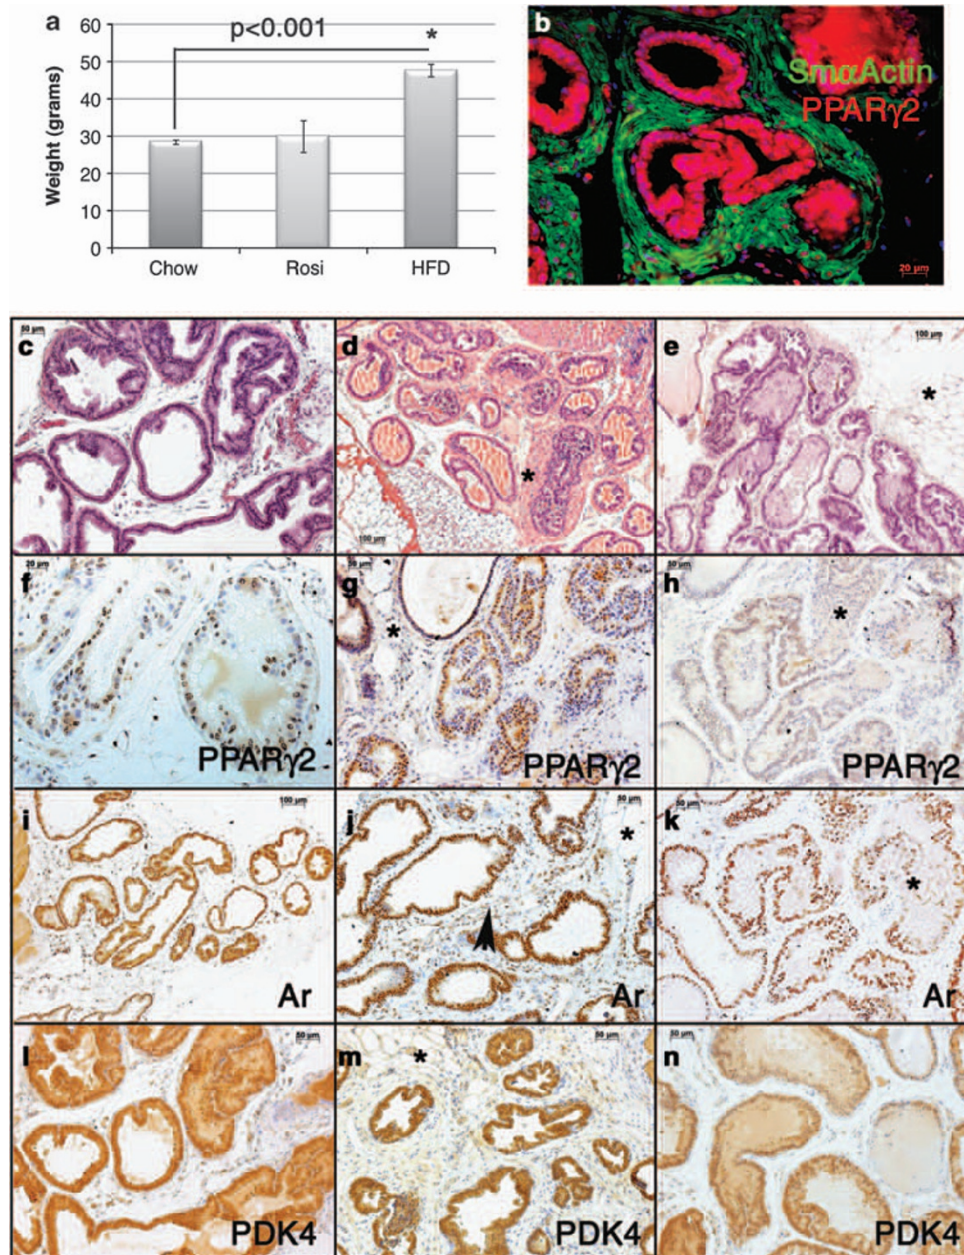 a
60
50
40
30
20
10
0
Weight (grams)
p<0.001
*
Chow
Rosi
HFD
b
SmαActin
PPARγ2
20 µm
c
50 µm
d
*
100 µm
e
100 µm
*
f
20 µm
PPARγ2
g
50 µm
*
PPARγ2
h
50 µm
*
PPARγ2
i
100 µm
Ar
j
50 µm
*
Ar
k
50 µm
*
Ar
l
50 µm
PDK4
m
*
50 µm
PDK4
n
50 µm
PDK4